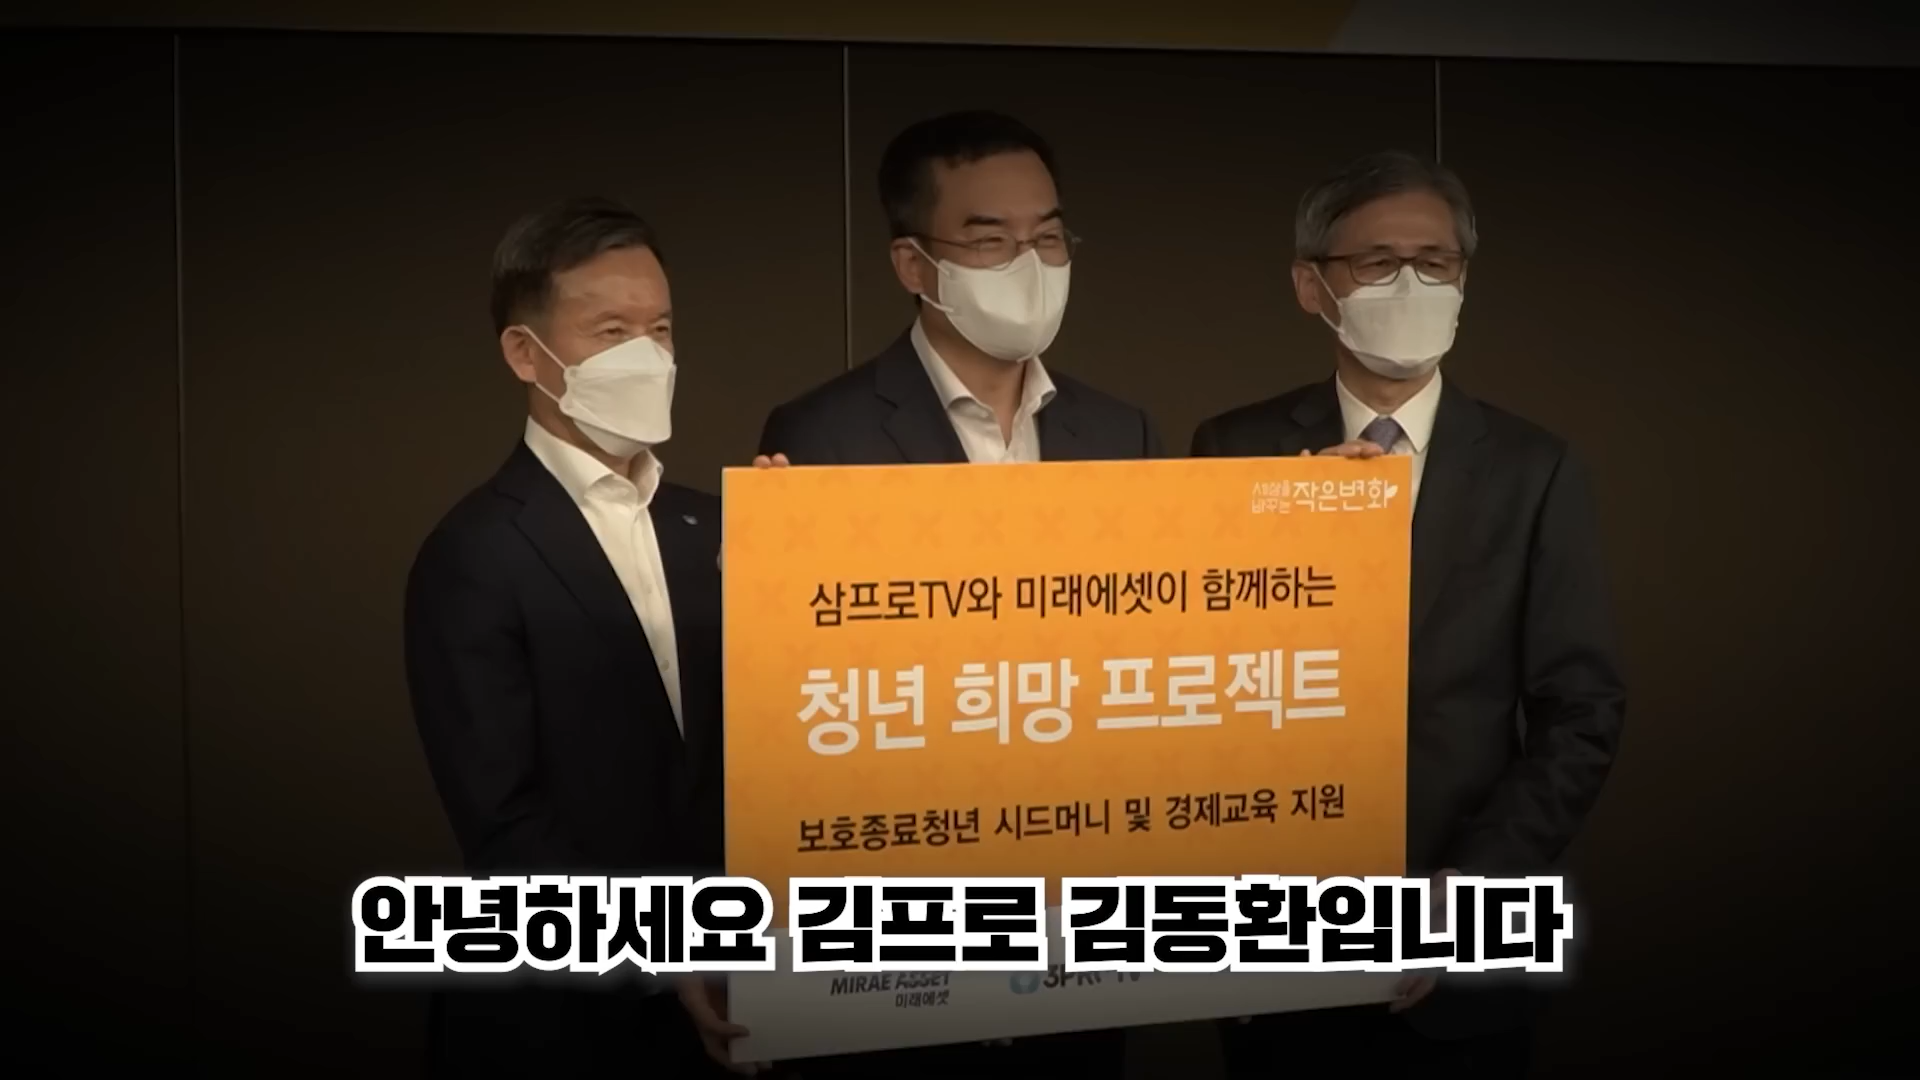 세상을
바꾸는 작은변화
삼프로TV와 미래에셋이 함께하는
청년 희망 프로젝트
보호종료청년 시드머니 및 경제교육 지원
안녕하세요 김프로 김동환입니다
MIRAE ASSET
미래에셋